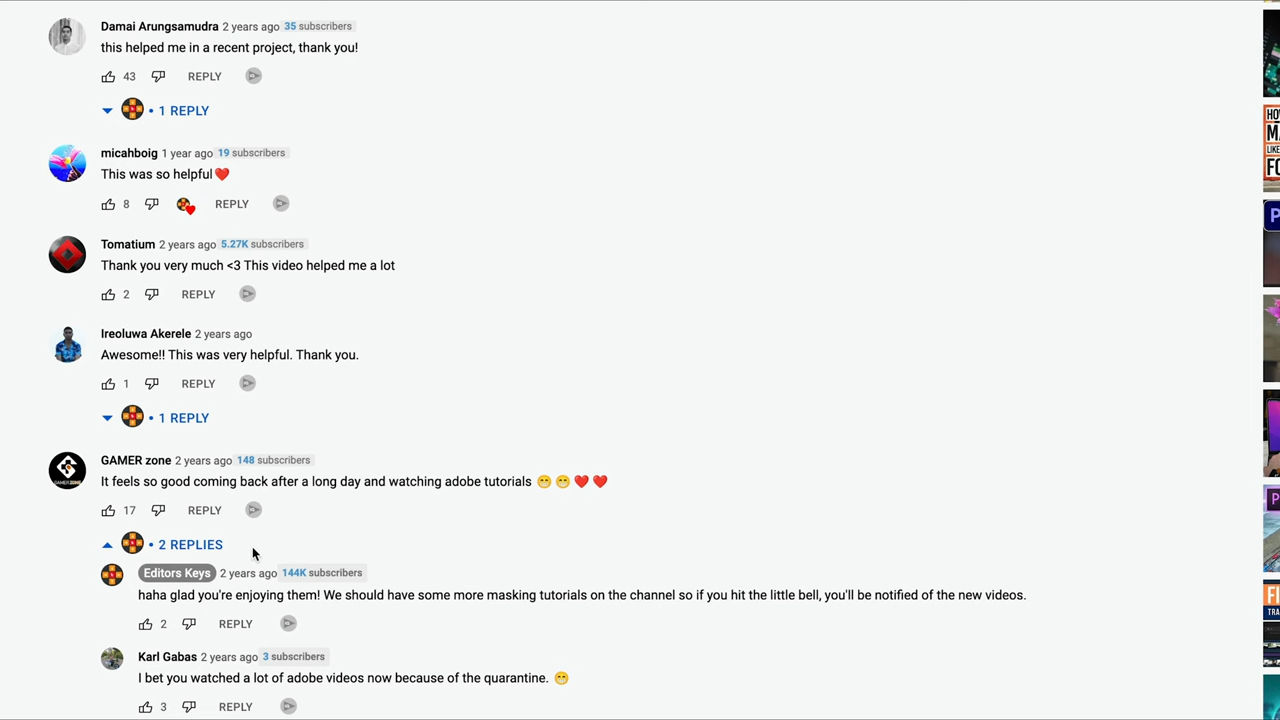 Damai Arungsamudra 2 years ago 35 subscribers
this helped me in a recent project, thank you!
43 REPLY
• 1 REPLY
micahboig 1 year ago 19 subscribers
This was so helpful❤️
8 REPLY
Tomatium 2 years ago 5.27K subscribers
Thank you very much <3 This video helped me a lot
2 REPLY
Ireoluwa Akerele 2 years ago
Awesome!! This was very helpful. Thank you.
1 REPLY
• 1 REPLY
GAMER zone 2 years ago 148 subscribers
It feels so good coming back after a long day and watching adobe tutorials 😁 😁 ❤️ ❤️
17 REPLY
• 2 REPLIES
Editors Keys 2 years ago 144K subscribers
haha glad you're enjoying them! We should have some more masking tutorials on the channel so if you hit the little bell, you'll be notified of the new videos.
2 REPLY
Karl Gabas 2 years ago 3 subscribers
I bet you watched a lot of adobe videos now because of the quarantine. 😁
3 REPLY